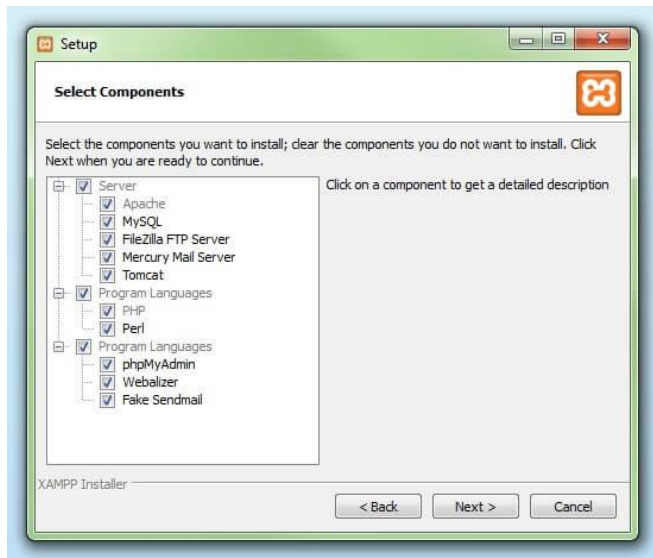 Setup
Select Components
Select the components you want to install; clear the components you do not want to install. Click
Next when you are ready to continue.
Server
Apache
MySQL
FileZilla FTP Server
Mercury Mail Server
Tomcat
Program Languages
PHP
Perl
Program Languages
phpMyAdmin
Webalizer
Fake Sendmail
Click on a component to get a detailed description
XAMPP Installer
< Back
Next >
Cancel